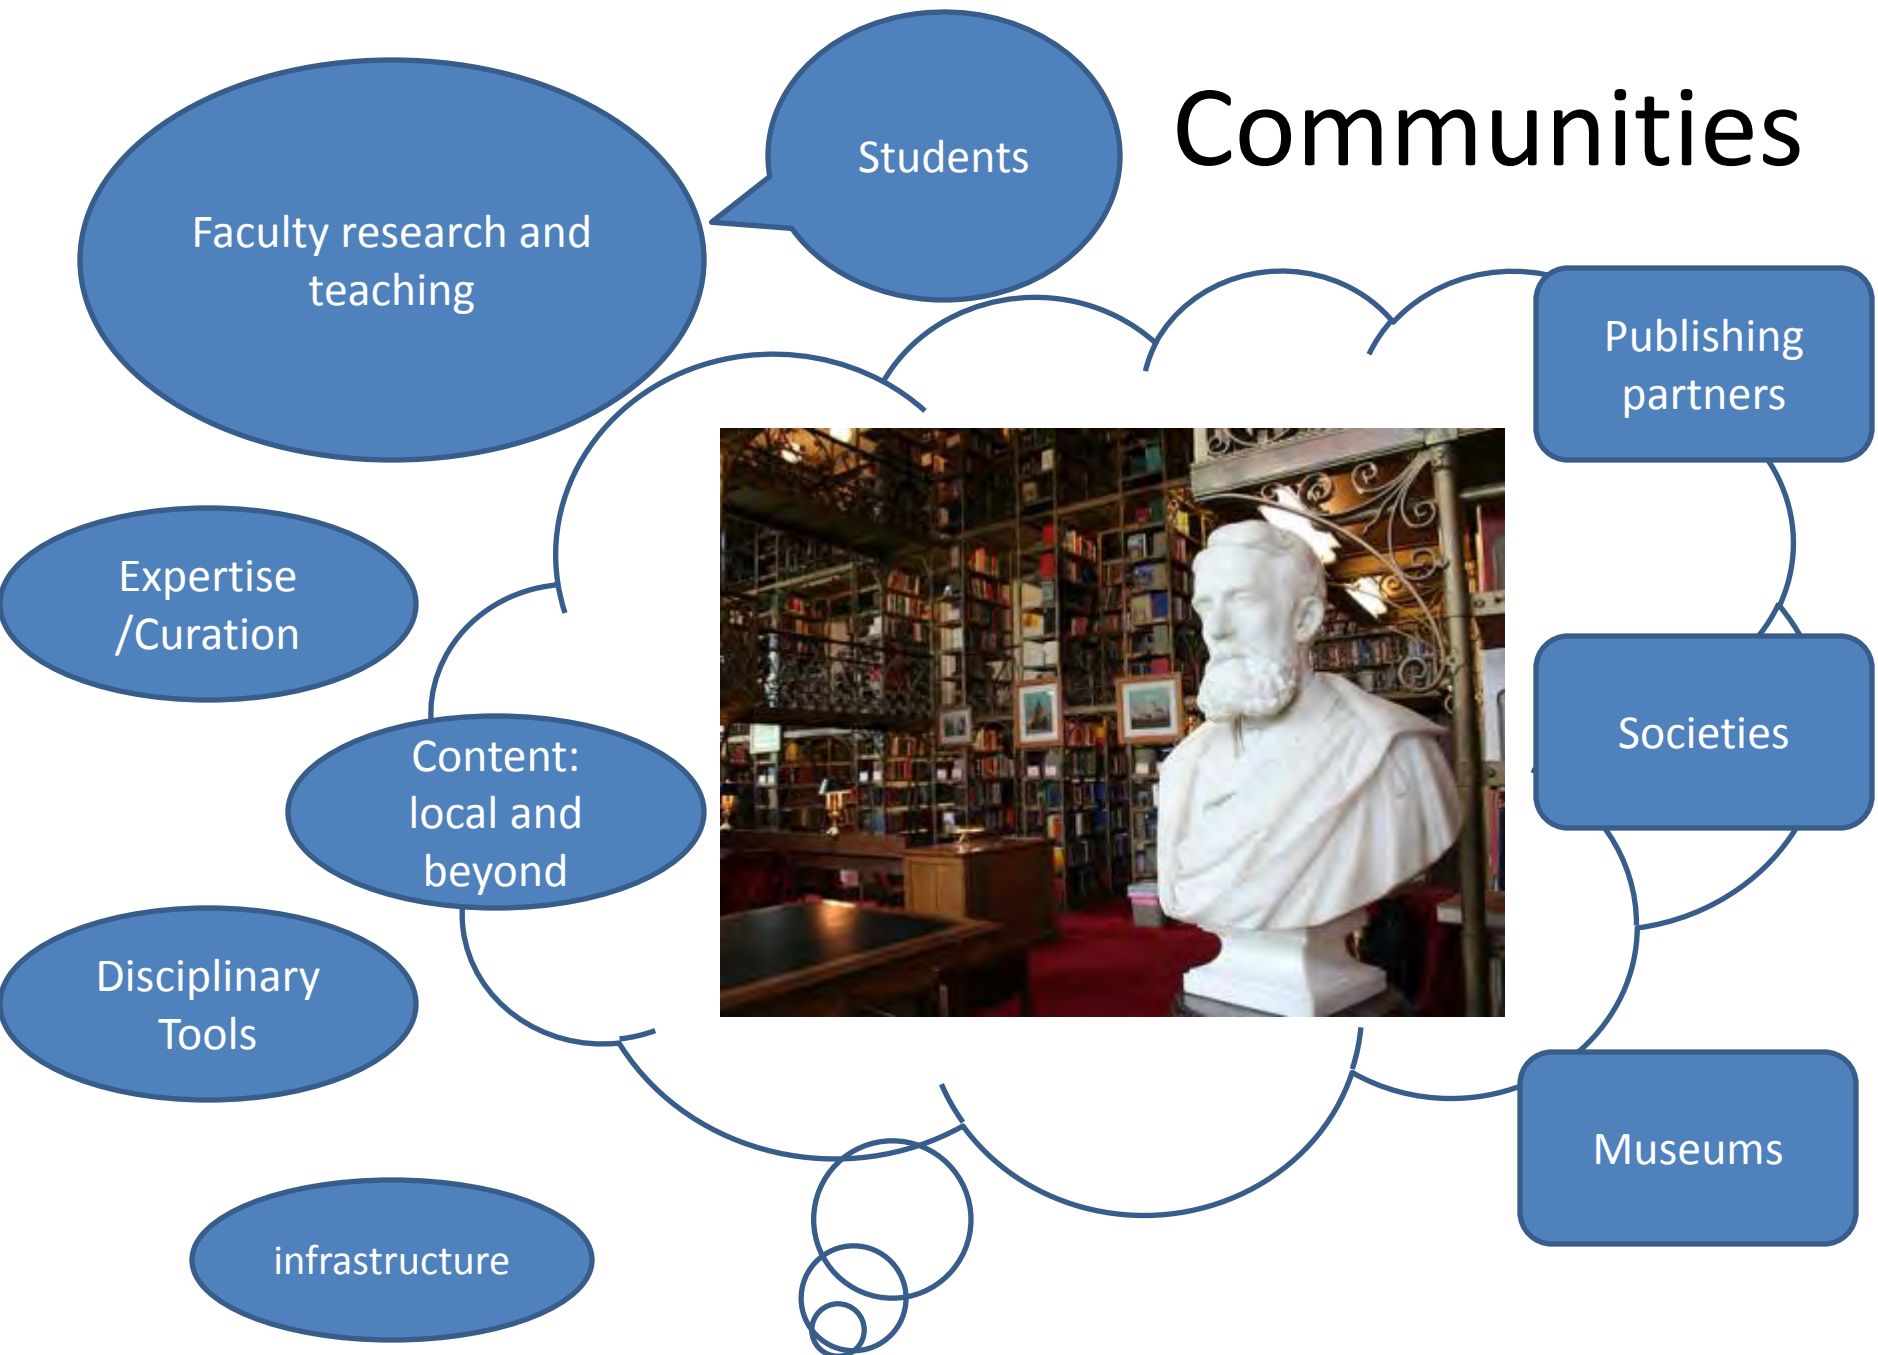 Communities
Students
Faculty research and
teaching
Publishing
partners
Expertise
/Curation
Societies
Content:
local and
beyond
Disciplinary
Tools
Museums
infrastructure